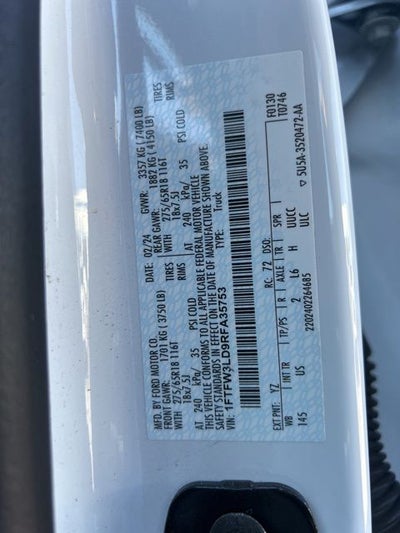 MFD. BY FORD MOTOR CO.
DATE: 02/24 GVWR: 3357 KG (7400 LB)
FRONT GAWR: 1701 KG (3750 LB) REAR GAWR: 1882 KG (4150 LB)
275/65R18 116T TIRES 275/65R18 116T TIRES
18x7.5J RIMS 18x7.5J RIMS
AT 240 kPa/ 35 PSI COLD AT 240 kPa/ 35 PSI COLD
THIS VEHICLE CONFORMS TO ALL APPLICABLE FEDERAL MOTOR VEHICLE
SAFETY STANDARDS IN EFFECT ON THE DATE OF MANUFACTURE SHOWN ABOVE.
VIN: 1FTFW3LD9RFA35753 TYPE: Truck
F0130
T0746
EXT PNT: YZ RC: 72 DSO:
WB INT TR TP/PS R AXLE TR SPR
145 US 2 L6 H UUCC
2202402264685 ULC
▽ 5U5A-3520472-AA